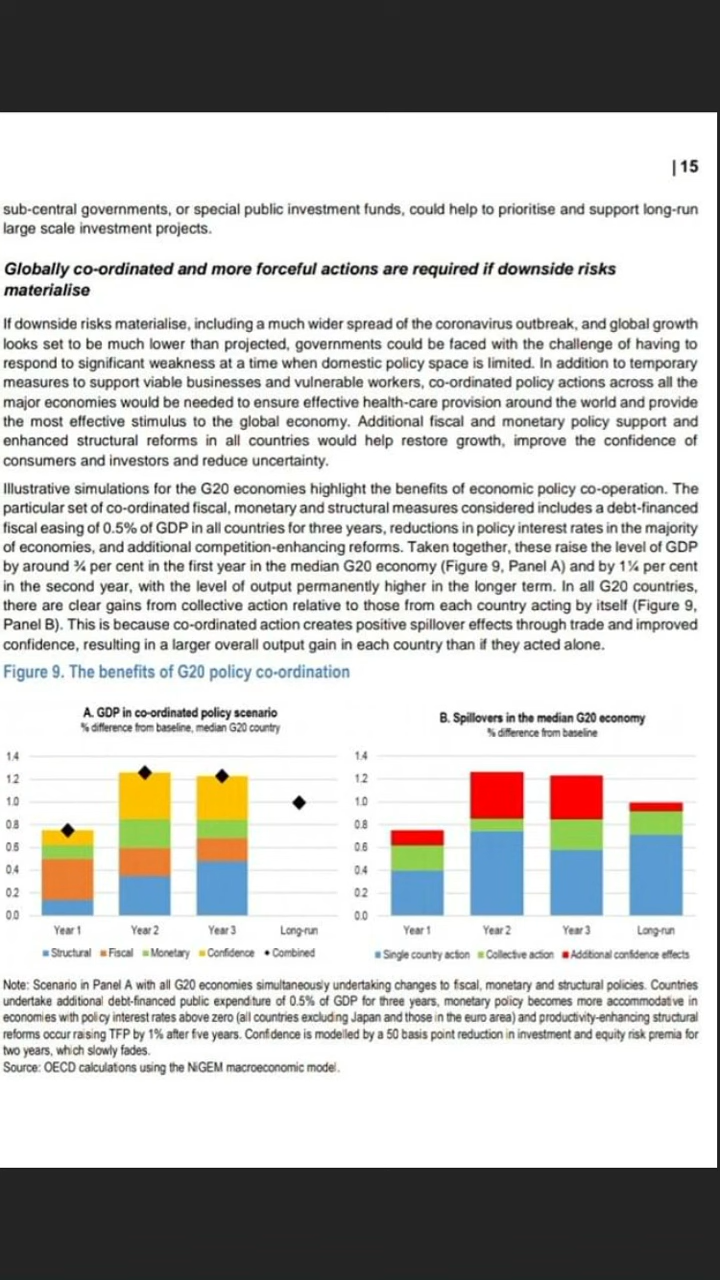 | 15
sub-central governments, or special public investment funds, could help to prioritise and support long-run
large scale investment projects.
Globally co-ordinated and more forceful actions are required if downside risks
materialise
If downside risks materialise, including a much wider spread of the coronavirus outbreak, and global growth
looks set to be much lower than projected, governments could be faced with the challenge of having to
respond to significant weakness at a time when domestic policy space is limited. In addition to temporary
measures to support viable businesses and vulnerable workers, co-ordinated policy actions across all the
major economies would be needed to ensure effective health-care provision around the world and provide
the most effective stimulus to the global economy. Additional fiscal and monetary policy support and
enhanced structural reforms in all countries would help restore growth, improve the confidence of
consumers and investors and reduce uncertainty.
Illustrative simulations for the G20 economies highlight the benefits of economic policy co-operation. The
particular set of co-ordinated fiscal, monetary and structural measures considered includes a debt-financed
fiscal easing of 0.5% of GDP in all countries for three years, reductions in policy interest rates in the majority
of economies, and additional competition-enhancing reforms. Taken together, these raise the level of GDP
by around ¾ per cent in the first year in the median G20 economy (Figure 9, Panel A) and by 1¼ per cent
in the second year, with the level of output permanently higher in the longer term. In all G20 countries,
there are clear gains from collective action relative to those from each country acting by itself (Figure 9,
Panel B). This is because co-ordinated action creates positive spillover effects through trade and improved
confidence, resulting in a larger overall output gain in each country than if they acted alone.
Figure 9. The benefits of G20 policy co-ordination
A. GDP in co-ordinated policy scenario
% difference from baseline, median G20 country
1.4
1.2
1.0
0.8
0.6
0.4
0.2
0.0
Year 1 Year 2 Year 3 Long-run
Structural Fiscal Monetary Confidence Combined
B. Spillovers in the median G20 economy
% difference from baseline
1.4
1.2
1.0
0.8
0.6
0.4
0.2
0.0
Year 1 Year 2 Year 3 Long-run
Single country action Collective action Additional confidence effects
Note: Scenario in Panel A with all G20 economies simultaneously undertaking changes to fiscal, monetary and structural policies. Countries
undertake additional debt-financed public expenditure of 0.5% of GDP for three years, monetary policy becomes more accommodative in
economies with policy interest rates above zero (all countries excluding Japan and those in the euro area) and productivity-enhancing structural
reforms occur raising TFP by 1% after five years. Confidence is modelled by a 50 basis point reduction in investment and equity risk premia for
two years, which slowly fades.
Source: OECD calculations using the NiGEM macroeconomic model.